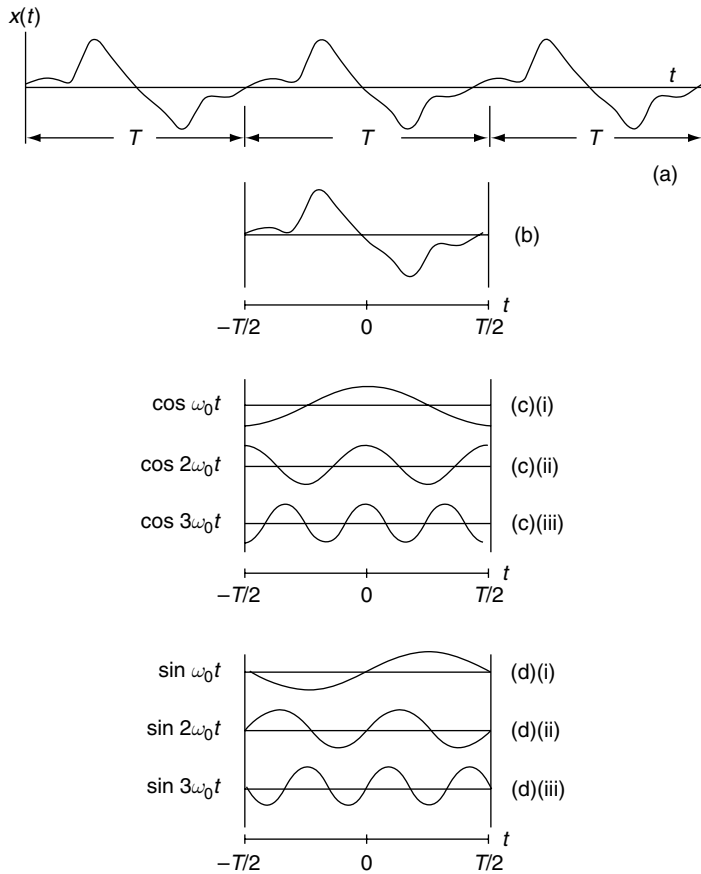 x(t)
t
T T T
(a)
(b)
t
−T/2 0 T/2
cos ω₀t (c)(i)
cos 2ω₀t (c)(ii)
cos 3ω₀t (c)(iii)
t
−T/2 0 T/2
sin ω₀t (d)(i)
sin 2ω₀t (d)(ii)
sin 3ω₀t (d)(iii)
t
−T/2 0 T/2